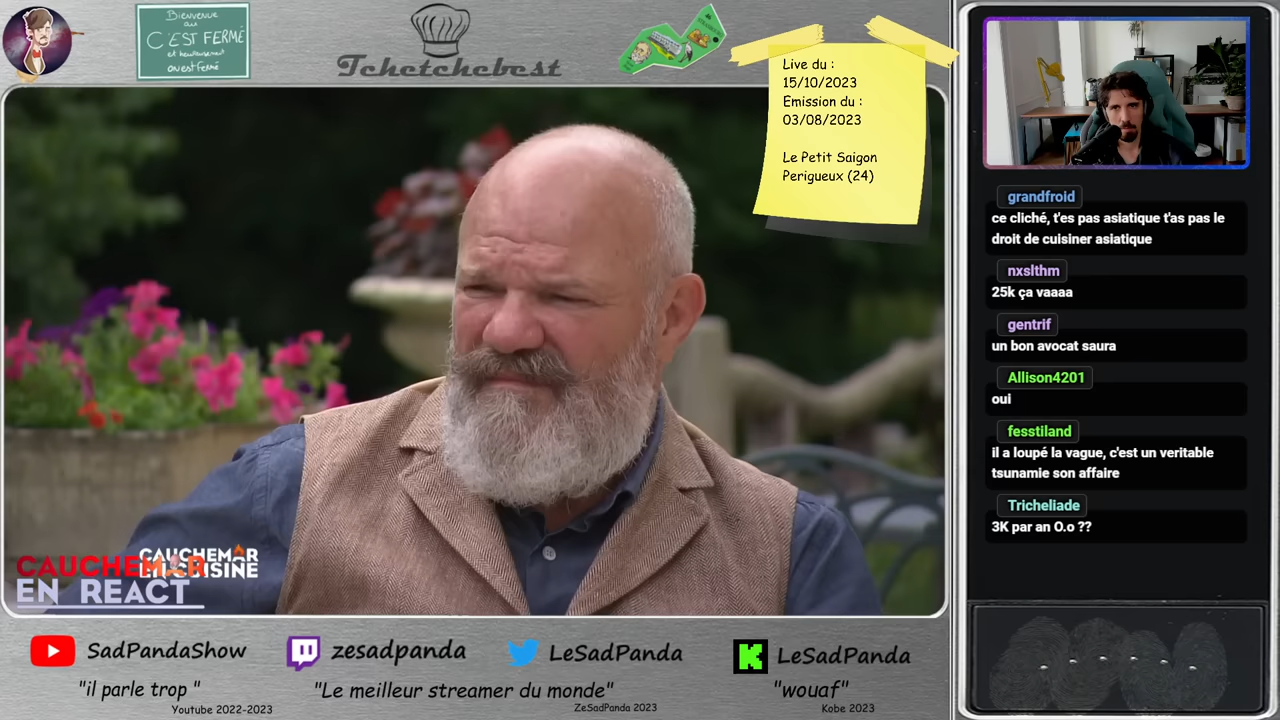 Bienvenue
au
C'EST FERMÉ
et heureusement
on est fermé
Tchetchebest
Live du :
15/10/2023
Emission du :
03/08/2023
Le Petit Saigon
Perigueux (24)
CAUCHEMAR
EN CUISINE
CAUCHEMAR
EN REACT
SadPandaShow
"il parle trop "
Youtube 2022-2023
zesadpanda
LeSadPanda
"Le meilleur streamer du monde"
ZeSadPanda 2023
LeSadPanda
"wouaf"
Kobe 2023
grandfroid
ce cliché, t'es pas asiatique t'as pas le
droit de cuisiner asiatique
nxslthm
25k ça vaaaa
gentrif
un bon avocat saura
Allison4201
oui
fesstiland
il a loupé la vague, c'est un veritable
tsunamie son affaire
Tricheliade
3K par an O.o ??